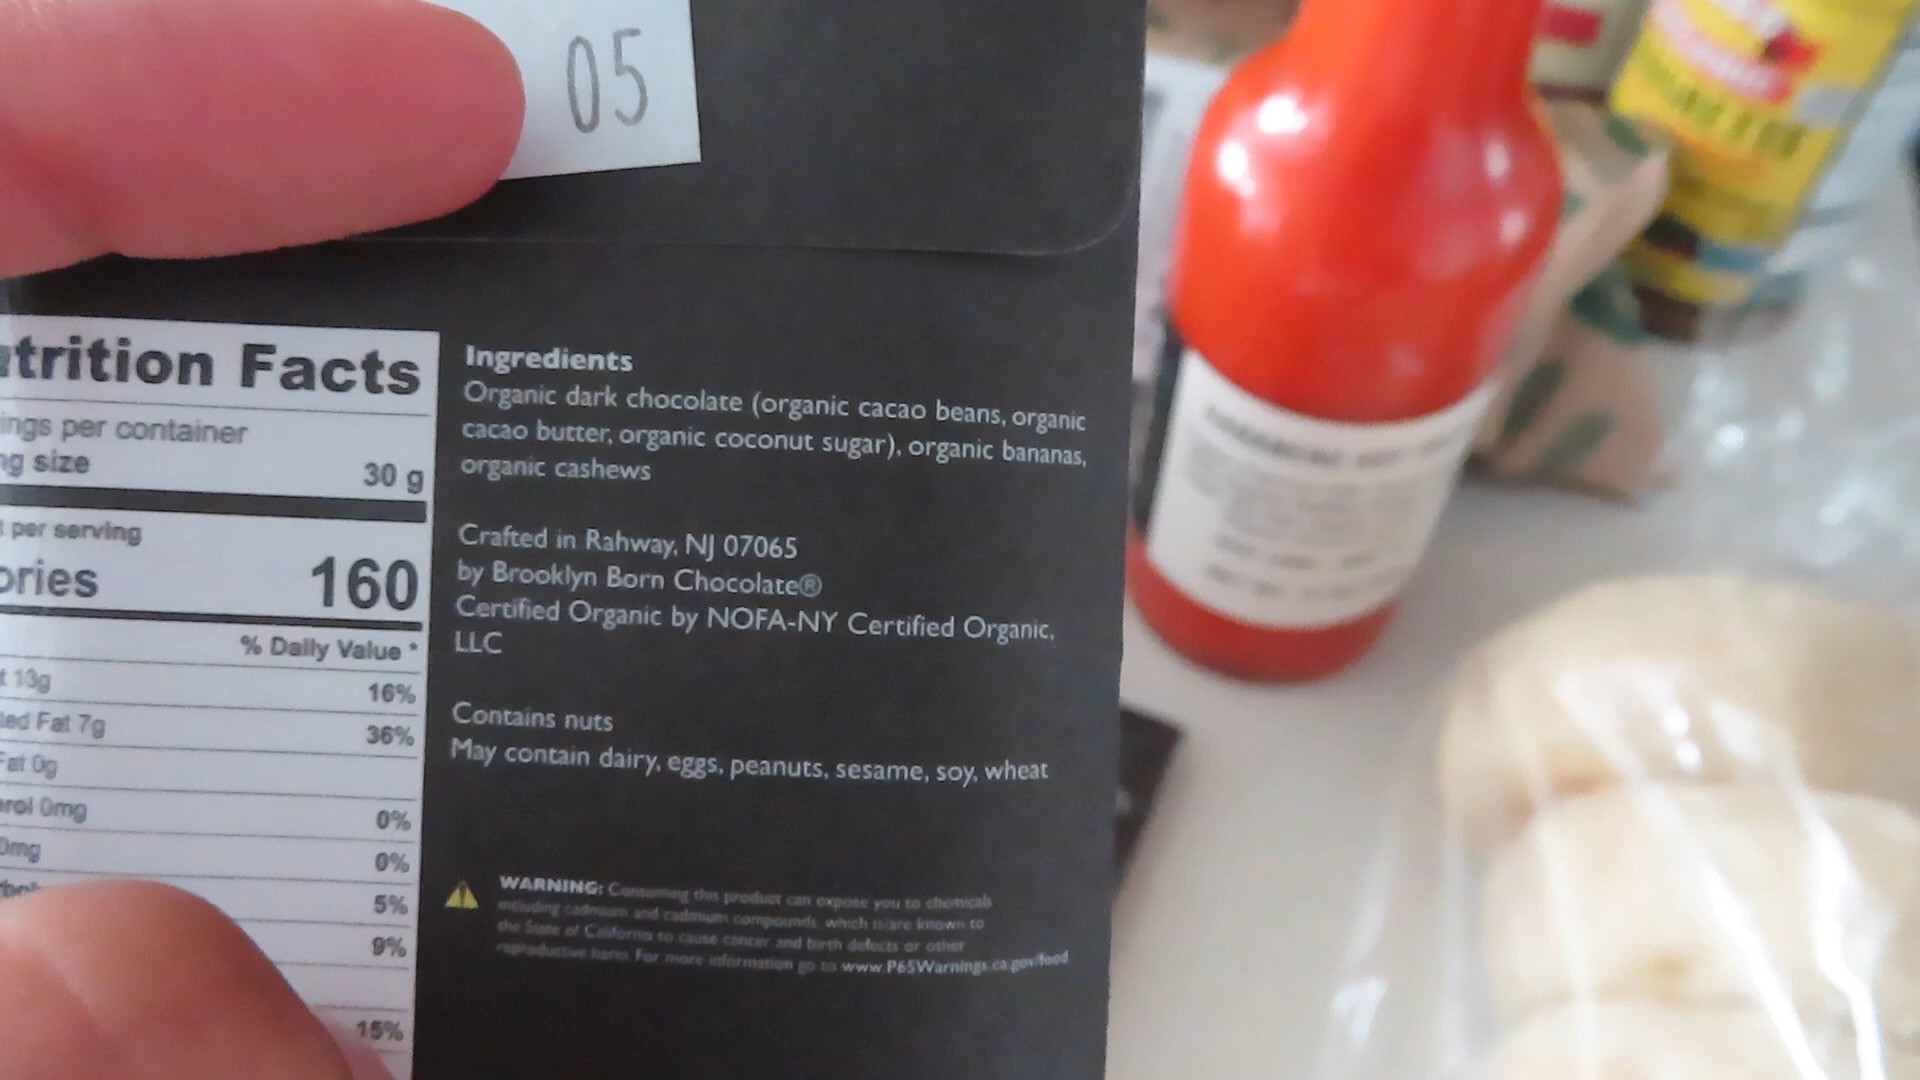 05
trition Facts
ings per container
ng size 30 g
per serving
ories 160
% Daily Value *
t 13g 16%
ed Fat 7g 36%
Fat 0g
erol 0mg 0%
0mg 0%
5%
9%
15%
Ingredients
Organic dark chocolate (organic cacao beans, organic
cacao butter, organic coconut sugar), organic bananas,
organic cashews
Crafted in Rahway, NJ 07065
by Brooklyn Born Chocolate®
Certified Organic by NOFA-NY Certified Organic,
LLC
Contains nuts
May contain dairy, eggs, peanuts, sesame, soy, wheat
WARNING: Consuming this product can expose you to chemicals
including cadmium and cadmium compounds, which is/are known to
the State of California to cause cancer and birth defects or other
reproductive harm. For more information go to www.P65Warnings.ca.gov/food